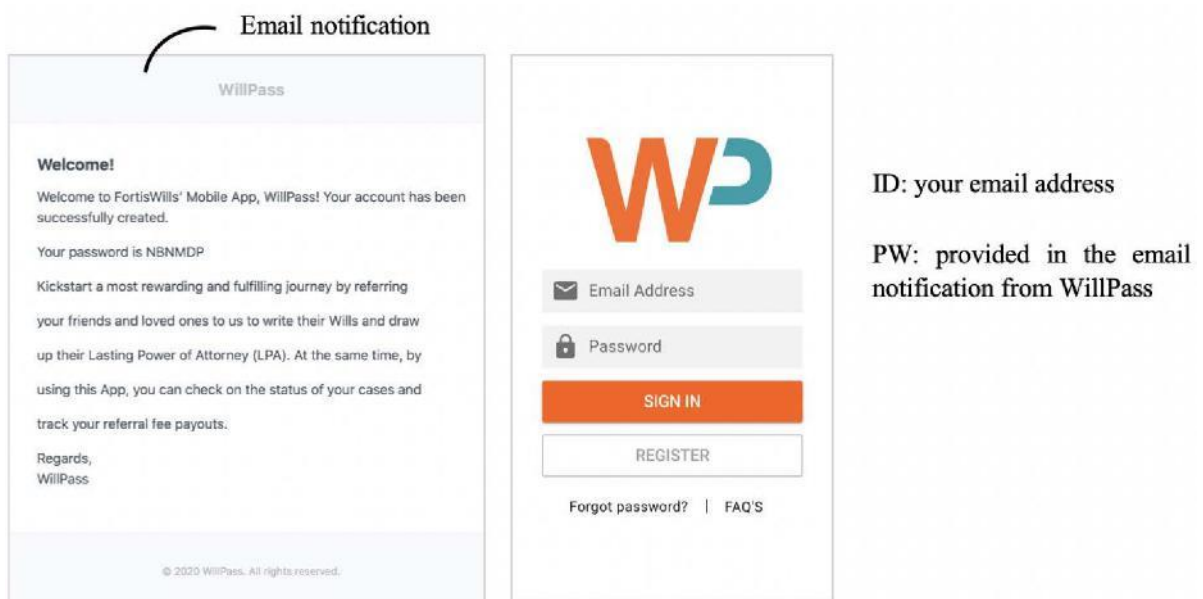 Email notification
WillPass
Welcome!
Welcome to FortisWills' Mobile App, WillPass! Your account has been
successfully created.
Your password is NBNMDP
Kickstart a most rewarding and fulfilling journey by referring
your friends and loved ones to us to write their Wills and draw
up their Lasting Power of Attorney (LPA). At the same time, by
using this App, you can check on the status of your cases and
track your referral fee payouts.
Regards,
WillPass
© 2020 WillPass. All rights reserved.
WP
Email Address
Password
SIGN IN
REGISTER
Forgot password? | FAQ'S
ID: your email address
PW: provided in the email
notification from WillPass